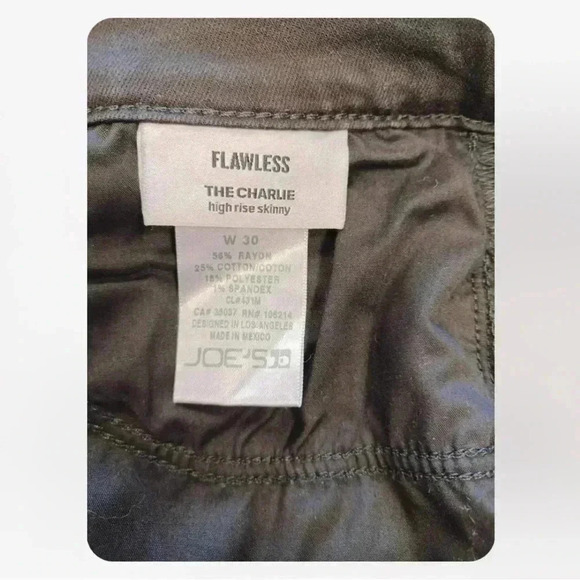 FLAWLESS
THE CHARLIE
high rise skinny
W 30
56% RAYON
25% COTTON/COTON
18% POLYESTER
1% SPANDEX
CA# 35037 RN# 106214
DESIGNED IN LOS ANGELES
MADE IN MEXICO
JOE'S